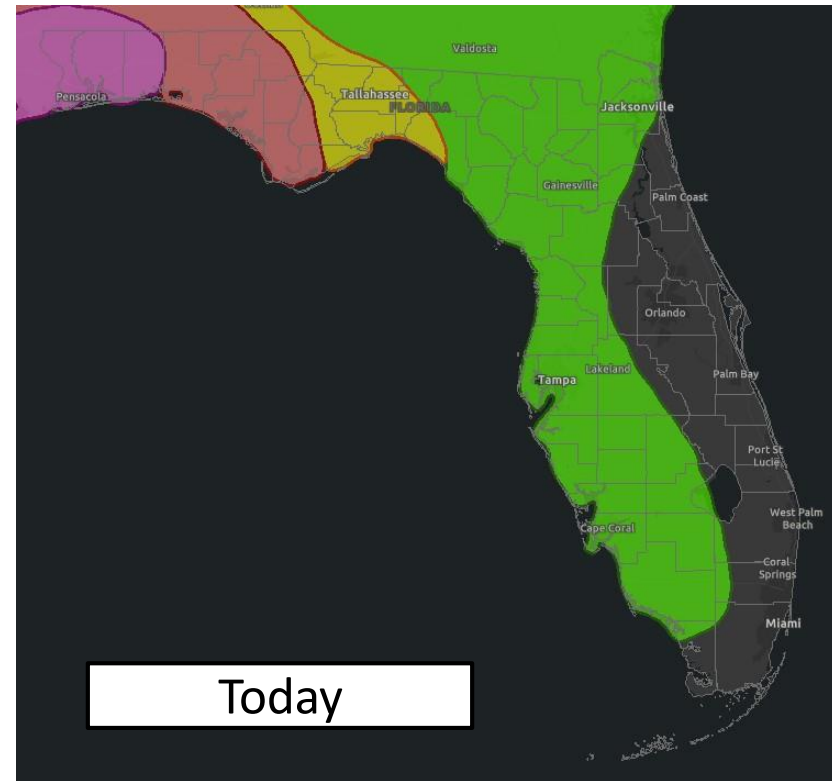 Valdosta
Pensacola
Tallahassee
FLORIDA
Jacksonville
Gainesville
Palm Coast
Orlando
Lakeland
Tampa
Palm Bay
Port St
Lucie
Cape Coral
West Palm
Beach
Coral
Springs
Miami
Today